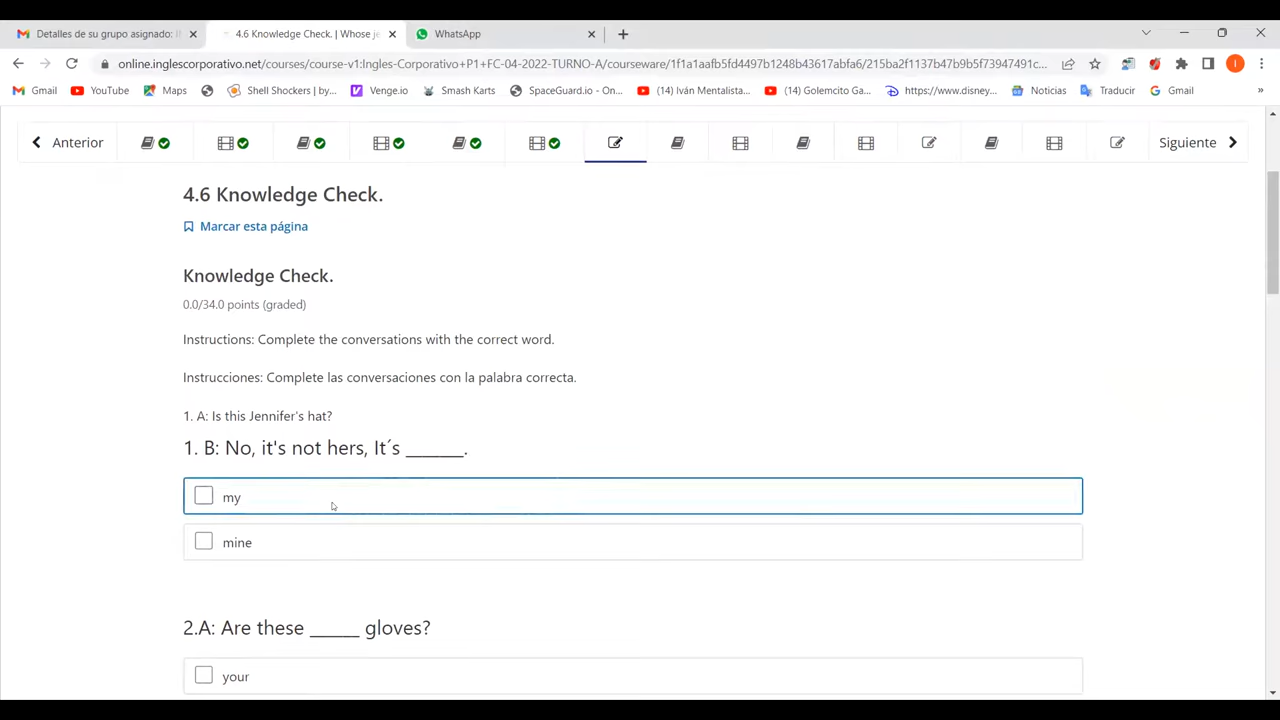 Detalles de su grupo asignado: I
4.6 Knowledge Check. | Whose je
WhatsApp
online.inglescorporativo.net/courses/course-v1:Ingles-Corporativo+P1+FC-04-2022-TURNO-A/courseware/1f1a1aafb5fd4497b1248b43617abfa6/215ba2f1137b47b9b5f73947491c...
Gmail
YouTube
Maps
Shell Shockers | by...
Venge.io
Smash Karts
SpaceGuard.io - On...
(14) Iván Mentalista...
(14) Golemcito Ga...
https://www.disney...
Noticias
Traducir
Gmail
»
I
Anterior
Siguiente
4.6 Knowledge Check.
Marcar esta página
Knowledge Check.
0.0/34.0 points (graded)
Instructions: Complete the conversations with the correct word.
Instrucciones: Complete las conversaciones con la palabra correcta.
1. A: Is this Jennifer's hat?
1. B: No, it's not hers, It´s _______.
my
mine
2.A: Are these ______ gloves?
your